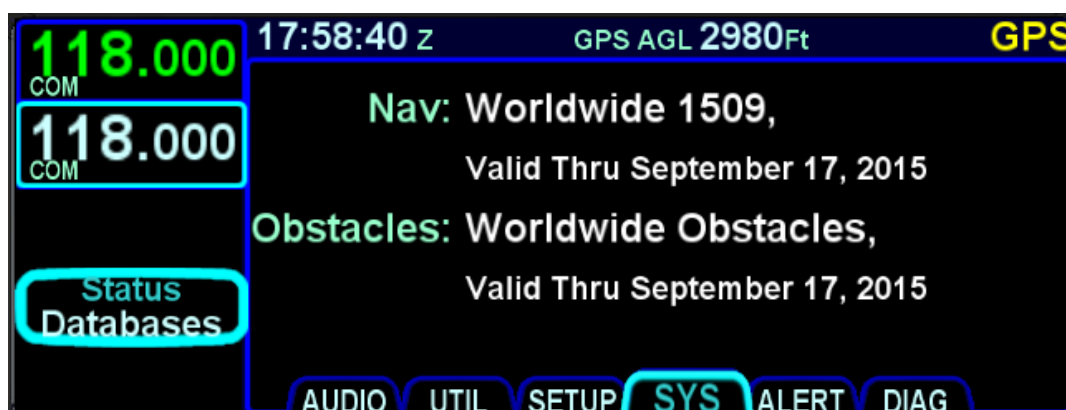 118.000
COM
118.000
COM
Status
Databases
17:58:40 Z GPS AGL 2980Ft GPS
Nav: Worldwide 1509,
Valid Thru September 17, 2015
Obstacles: Worldwide Obstacles,
Valid Thru September 17, 2015
AUDIO UTIL SETUP SYS ALERT DIAG